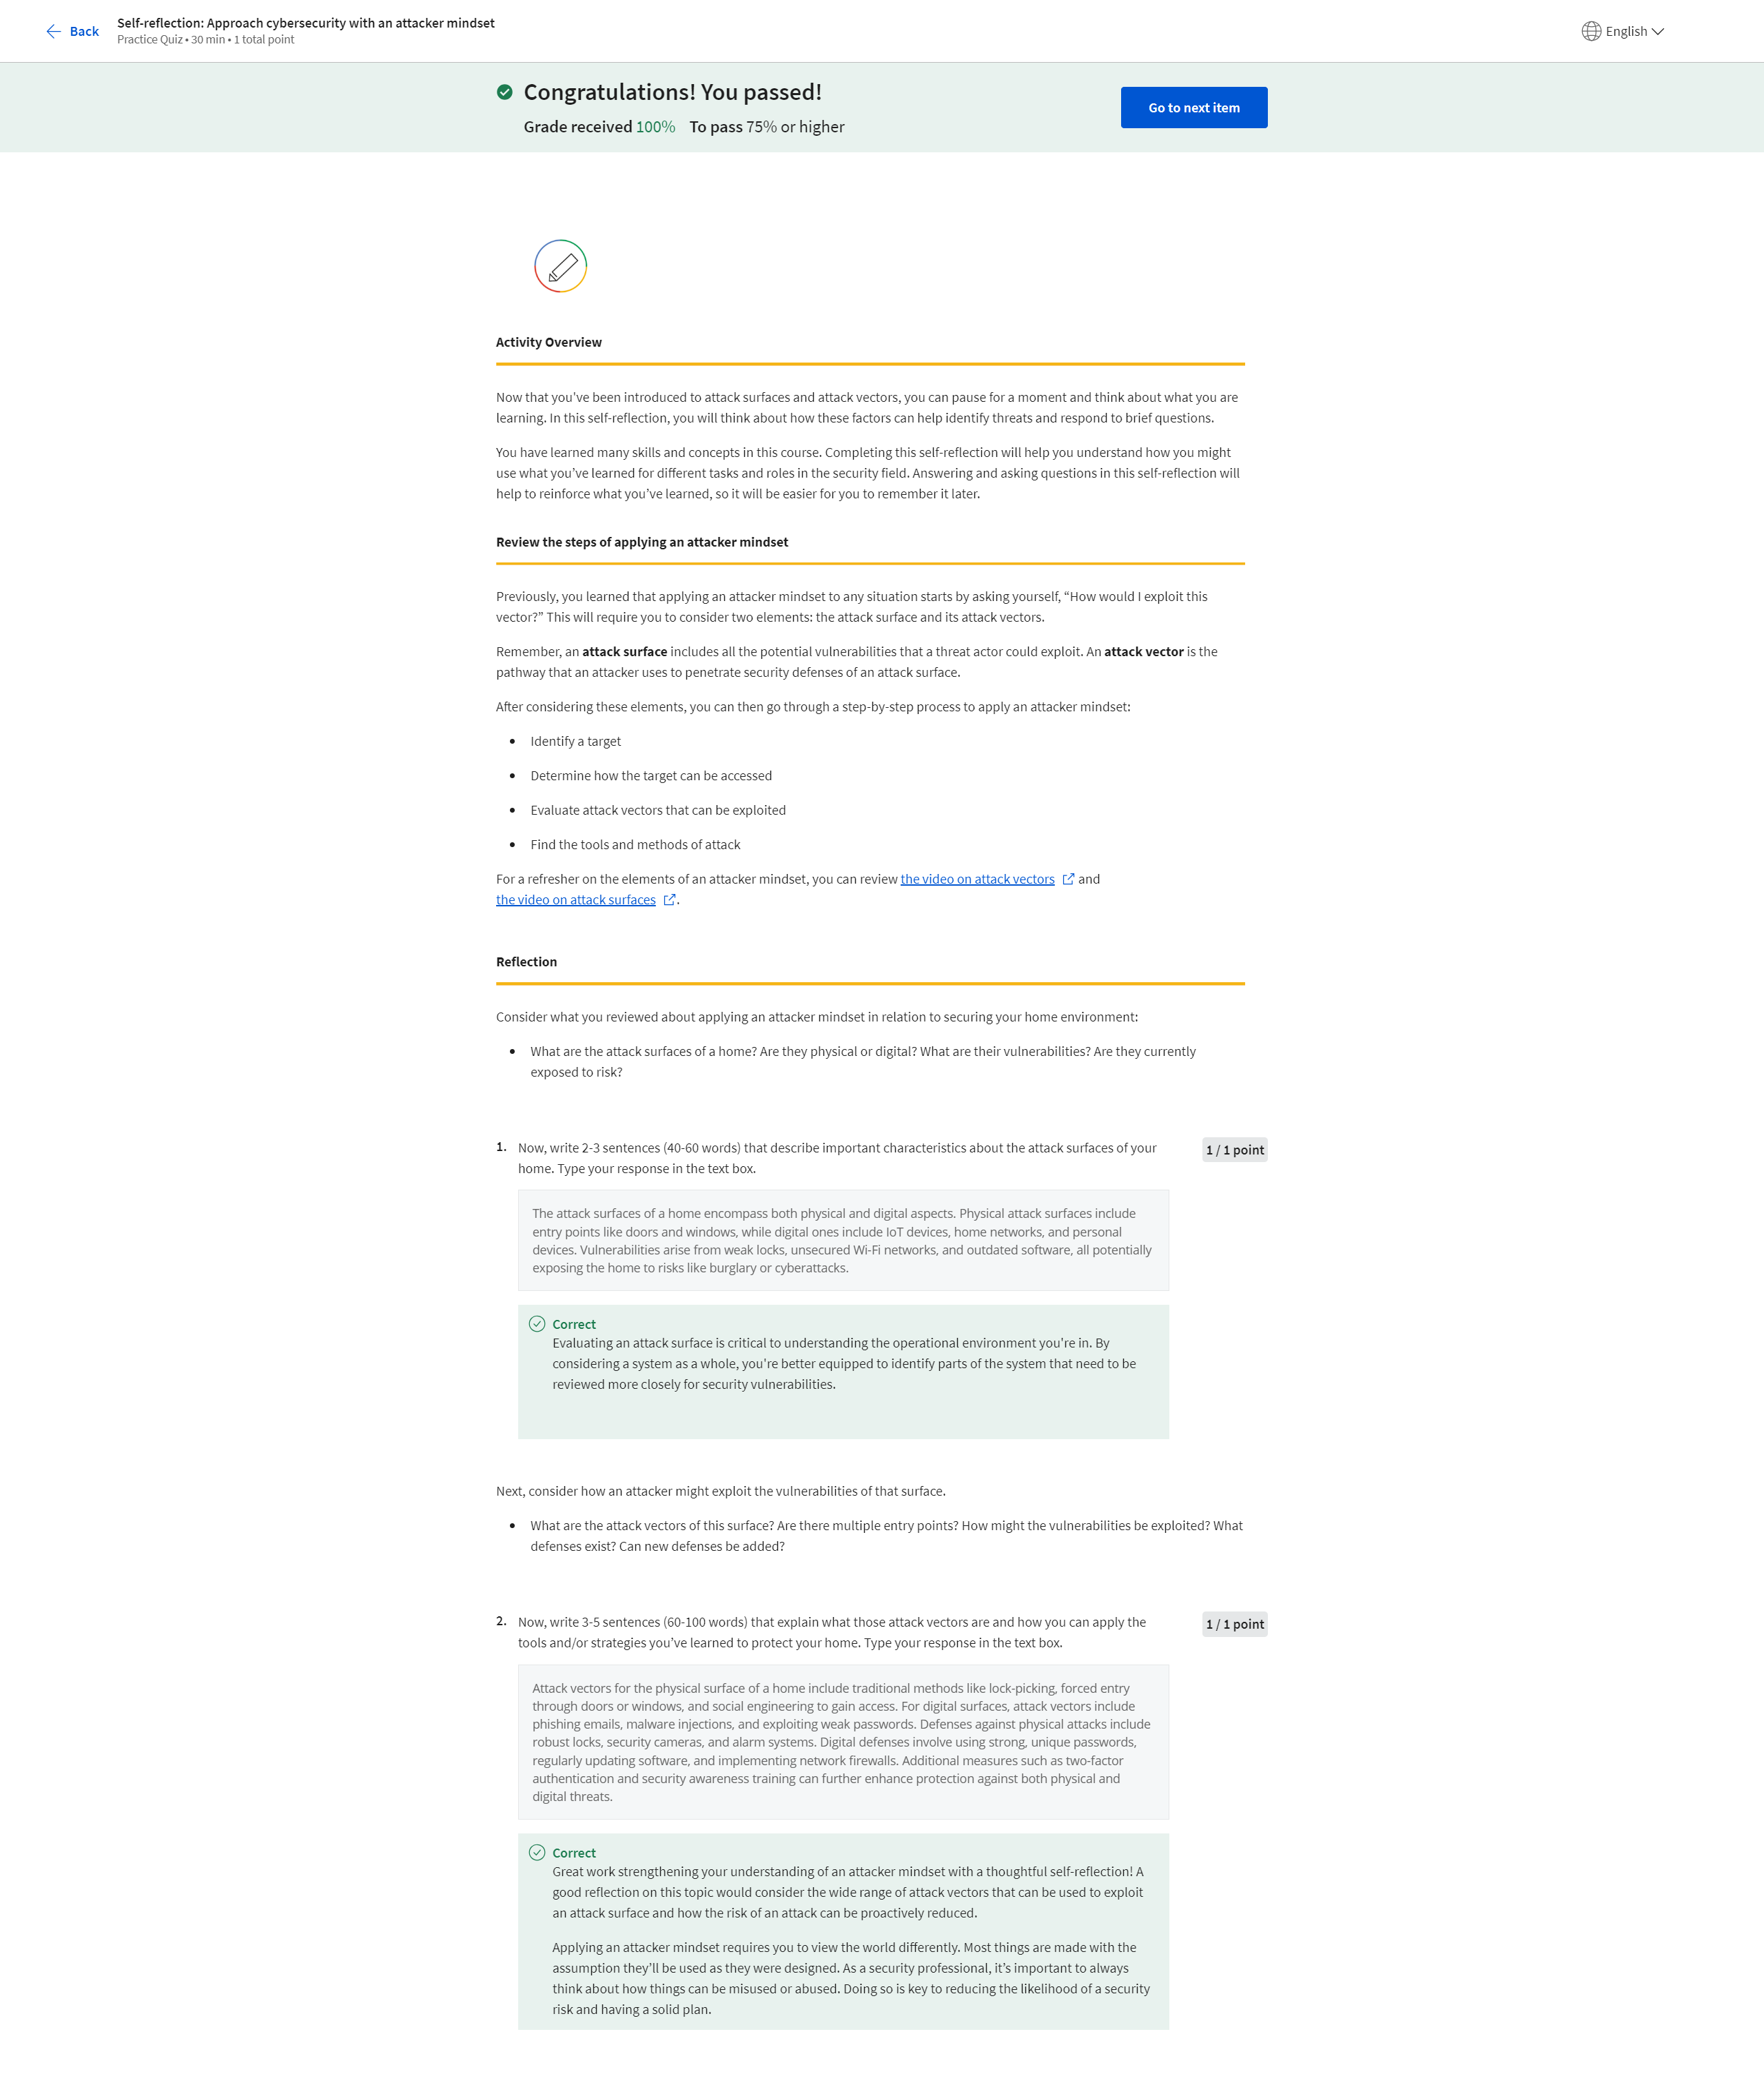 Back
Self-reflection: Approach cybersecurity with an attacker mindset
Practice Quiz • 30 min • 1 total point
English
Congratulations! You passed!
Grade received 100% To pass 75% or higher
Go to next item
Activity Overview
Now that you've been introduced to attack surfaces and attack vectors, you can pause for a moment and think about what you are
learning. In this self-reflection, you will think about how these factors can help identify threats and respond to brief questions.
You have learned many skills and concepts in this course. Completing this self-reflection will help you understand how you might
use what you’ve learned for different tasks and roles in the security field. Answering and asking questions in this self-reflection will
help to reinforce what you’ve learned, so it will be easier for you to remember it later.
Review the steps of applying an attacker mindset
Previously, you learned that applying an attacker mindset to any situation starts by asking yourself, “How would I exploit this
vector?” This will require you to consider two elements: the attack surface and its attack vectors.
Remember, an attack surface includes all the potential vulnerabilities that a threat actor could exploit. An attack vector is the
pathway that an attacker uses to penetrate security defenses of an attack surface.
After considering these elements, you can then go through a step-by-step process to apply an attacker mindset:
• Identify a target
• Determine how the target can be accessed
• Evaluate attack vectors that can be exploited
• Find the tools and methods of attack
For a refresher on the elements of an attacker mindset, you can review the video on attack vectors and
the video on attack surfaces.
Reflection
Consider what you reviewed about applying an attacker mindset in relation to securing your home environment:
• What are the attack surfaces of a home? Are they physical or digital? What are their vulnerabilities? Are they currently
exposed to risk?
1. Now, write 2-3 sentences (40-60 words) that describe important characteristics about the attack surfaces of your
home. Type your response in the text box.
1 / 1 point
The attack surfaces of a home encompass both physical and digital aspects. Physical attack surfaces include
entry points like doors and windows, while digital ones include IoT devices, home networks, and personal
devices. Vulnerabilities arise from weak locks, unsecured Wi-Fi networks, and outdated software, all potentially
exposing the home to risks like burglary or cyberattacks.
Correct
Evaluating an attack surface is critical to understanding the operational environment you're in. By
considering a system as a whole, you're better equipped to identify parts of the system that need to be
reviewed more closely for security vulnerabilities.
Next, consider how an attacker might exploit the vulnerabilities of that surface.
• What are the attack vectors of this surface? Are there multiple entry points? How might the vulnerabilities be exploited? What
defenses exist? Can new defenses be added?
2. Now, write 3-5 sentences (60-100 words) that explain what those attack vectors are and how you can apply the
tools and/or strategies you’ve learned to protect your home. Type your response in the text box.
1 / 1 point
Attack vectors for the physical surface of a home include traditional methods like lock-picking, forced entry
through doors or windows, and social engineering to gain access. For digital surfaces, attack vectors include
phishing emails, malware injections, and exploiting weak passwords. Defenses against physical attacks include
robust locks, security cameras, and alarm systems. Digital defenses involve using strong, unique passwords,
regularly updating software, and implementing network firewalls. Additional measures such as two-factor
authentication and security awareness training can further enhance protection against both physical and
digital threats.
Correct
Great work strengthening your understanding of an attacker mindset with a thoughtful self-reflection! A
good reflection on this topic would consider the wide range of attack vectors that can be used to exploit
an attack surface and how the risk of an attack can be proactively reduced.
Applying an attacker mindset requires you to view the world differently. Most things are made with the
assumption they’ll be used as they were designed. As a security professional, it’s important to always
think about how things can be misused or abused. Doing so is key to reducing the likelihood of a security
risk and having a solid plan.